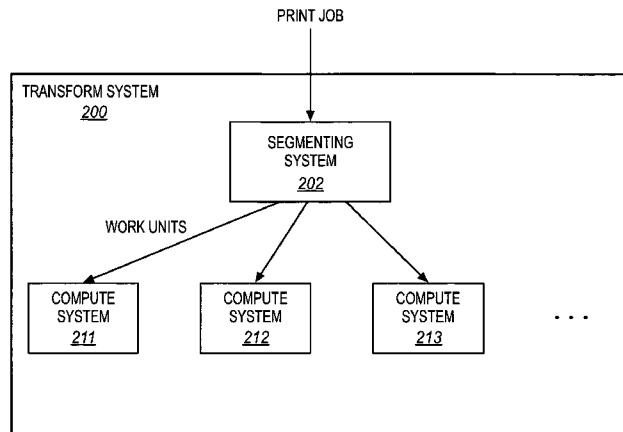 PRINT JOB
TRANSFORM SYSTEM
200
SEGMENTING
SYSTEM
202
WORK UNITS
COMPUTE
SYSTEM
211
COMPUTE
SYSTEM
212
COMPUTE
SYSTEM
213
. . .